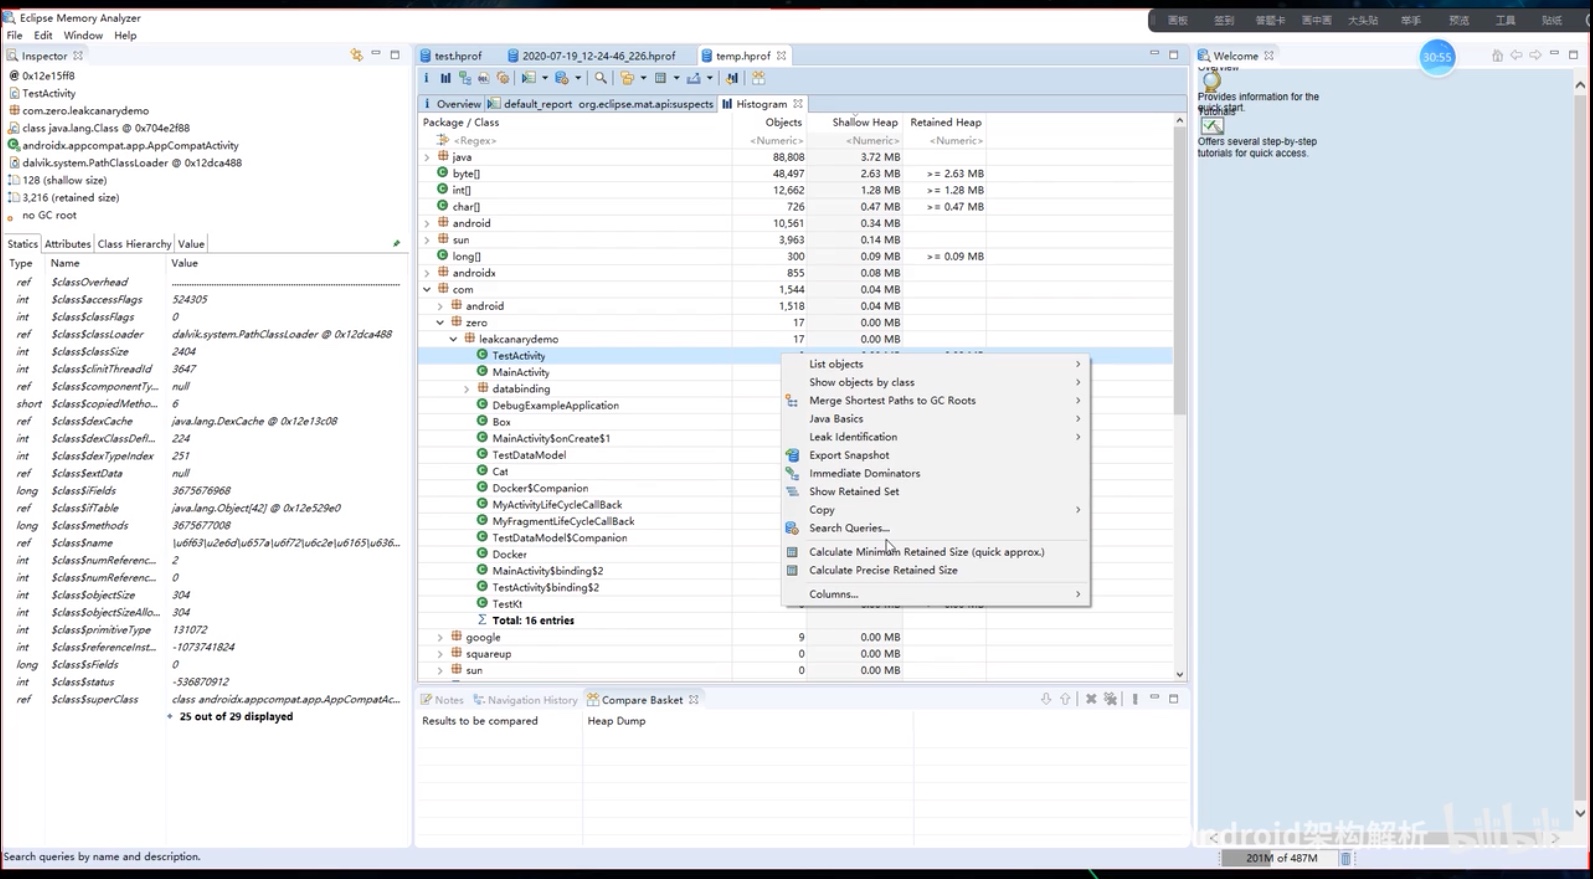 Eclipse Memory Analyzer
File Edit Window Help
画板 签到 答题卡 画中画 大头贴 举手 预览 工具 贴纸
30:55
Inspector
@ 0x12e15ff8
TestActivity
com.zero.leakcanarydemo
class java.lang.Class @ 0x704e2f88
androidx.appcompat.app.AppCompatActivity
dalvik.system.PathClassLoader @ 0x12dca488
128 (shallow size)
3,216 (retained size)
no GC root
Statics Attributes Class Hierarchy Value
Type Name Value
ref $classOverhead
int $class$accessFlags 524305
int $class$classFlags 0
ref $class$classLoader dalvik.system.PathClassLoader @ 0x12dca488
int $class$classSize 2404
int $class$clinitThreadId 3647
ref $class$componentTy... null
short $class$copiedMetho... 6
ref $class$dexCache java.lang.DexCache @ 0x12e13c08
int $class$dexClassDefI... 224
int $class$dexTypeIndex 251
ref $class$extData null
long $class$iFields 3675676968
ref $class$ifTable java.lang.Object[42] @ 0x12e529e0
long $class$methods 3675677008
ref $class$name \u6f63\u2e6d\u657a\u6f72\u6c2e\u6165\u636...
int $class$numReferenc... 2
int $class$numReferenc... 0
int $class$objectSize 304
int $class$objectSizeAllo... 304
int $class$primitiveType 131072
int $class$referenceInst... -1073741824
long $class$sFields 0
int $class$status -536870912
ref $class$superClass class androidx.appcompat.app.AppCompatAc...
25 out of 29 displayed
test.hprof 2020-07-19_12-24-46_226.hprof temp.hprof
i Overview default_report org.eclipse.mat.api:suspects Histogram
Package / Class Objects Shallow Heap Retained Heap
<Regex> <Numeric> <Numeric> <Numeric>
java 88,808 3.72 MB
byte[] 48,497 2.63 MB >= 2.63 MB
int[] 12,662 1.28 MB >= 1.28 MB
char[] 726 0.47 MB >= 0.47 MB
android 10,561 0.34 MB
sun 3,963 0.14 MB
long[] 300 0.09 MB >= 0.09 MB
androidx 855 0.08 MB
com 1,544 0.04 MB
android 1,518 0.04 MB
zero 17 0.00 MB
leakcanarydemo 17 0.00 MB
TestActivity
MainActivity
databinding
DebugExampleApplication
Box
MainActivity$onCreate$1
TestDataModel
Cat
Docker$Companion
MyActivityLifeCycleCallBack
MyFragmentLifeCycleCallBack
TestDataModel$Companion
Docker
MainActivity$binding$2
TestActivity$binding$2
TestKt
Total: 16 entries
google 9 0.00 MB
squareup 0 0.00 MB
sun 0 0.00 MB
List objects
Show objects by class
Merge Shortest Paths to GC Roots
Java Basics
Leak Identification
Export Snapshot
Immediate Dominators
Show Retained Set
Copy
Search Queries...
Calculate Minimum Retained Size (quick approx.)
Calculate Precise Retained Size
Columns...
Notes Navigation History Compare Basket
Results to be compared Heap Dump
Welcome
Overview
Provides information for the
quick start.
Tutorials
Offers several step-by-step
tutorials for quick access.
ndroid架构解析 bilibili
Search queries by name and description.
201M of 487M